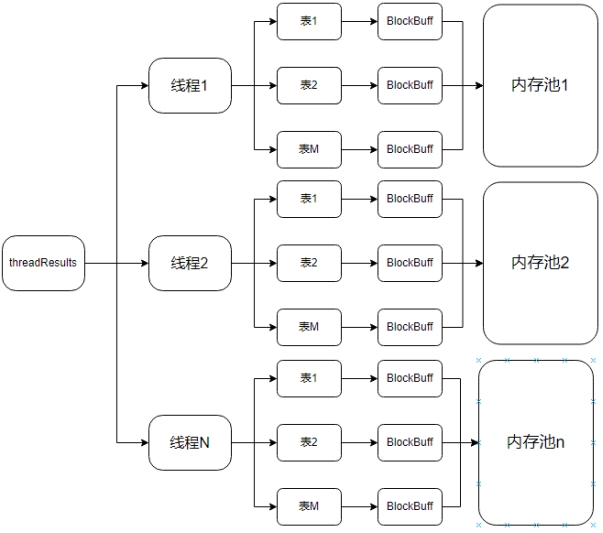 表1
BlockBuff
线程1
表2
BlockBuff
内存池1
表M
BlockBuff
表1
BlockBuff
threadResults
线程2
表2
BlockBuff
内存池2
表M
BlockBuff
表1
BlockBuff
线程N
表2
BlockBuff
内存池n
表M
BlockBuff